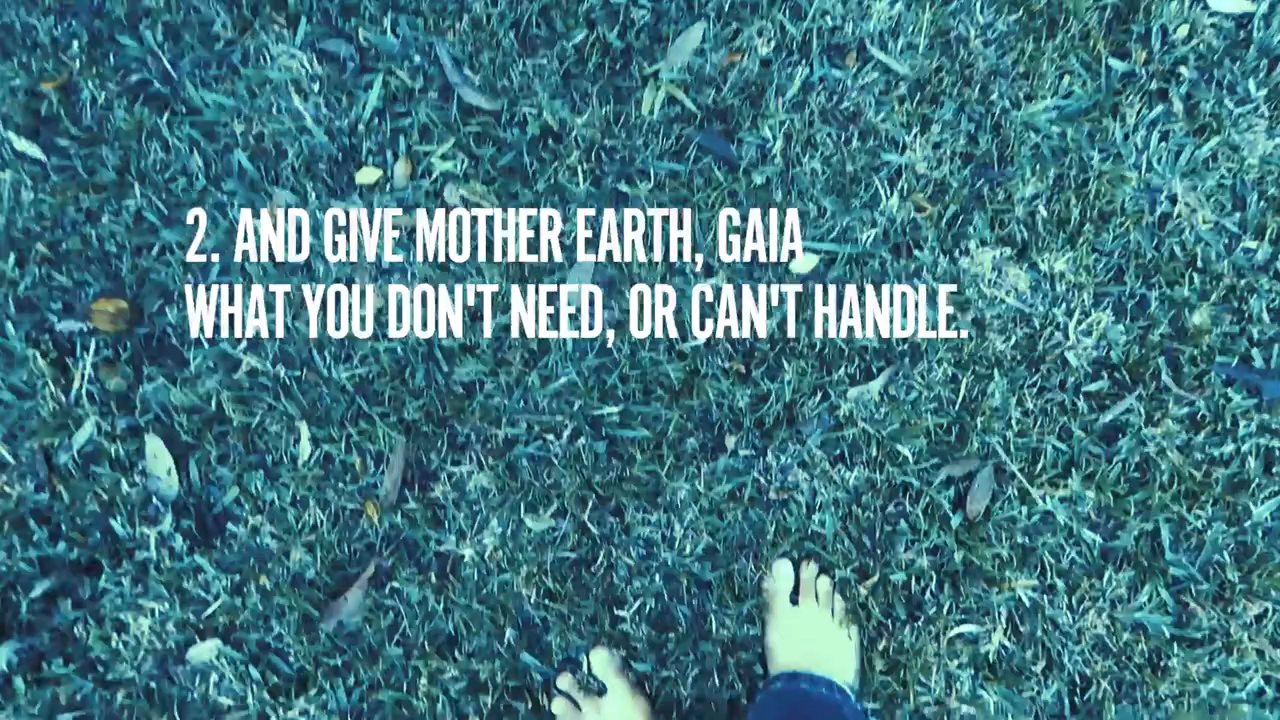 2. AND GIVE MOTHER EARTH, GAIA
WHAT YOU DON'T NEED, OR CAN'T HANDLE.